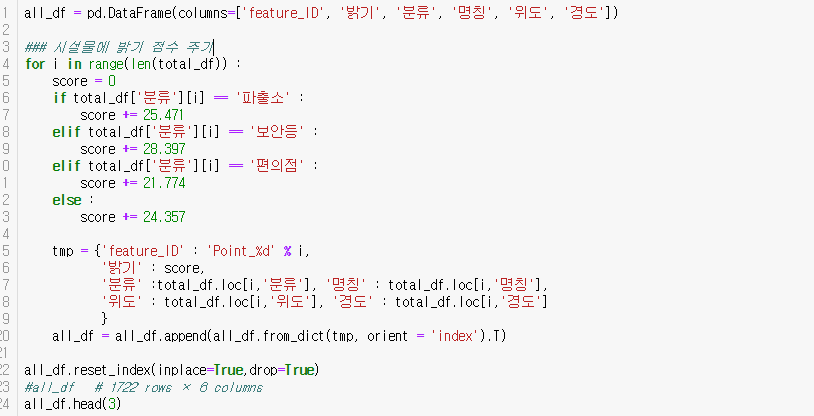 1 all_df = pd.DataFrame(columns=['feature_ID', '밝기', '분류', '명칭', '위도', '경도'])
2
3 ### 시설물에 밝기 점수 주기
4 for i in range(len(total_df)) :
5 score = 0
6 if total_df['분류'][i] == '파출소' :
7 score += 25.471
8 elif total_df['분류'][i] == '보안등' :
9 score += 28.397
0 elif total_df['분류'][i] == '편의점' :
1 score += 21.774
2 else :
3 score += 24.357
4
5 tmp = {'feature_ID' : 'Point_%d' % i,
6 '밝기' : score,
7 '분류' :total_df.loc[i,'분류'], '명칭' : total_df.loc[i,'명칭'],
8 '위도' : total_df.loc[i,'위도'], '경도' : total_df.loc[i,'경도']
9 }
20 all_df = all_df.append(all_df.from_dict(tmp, orient = 'index').T)
21
22 all_df.reset_index(inplace=True,drop=True)
23 #all_df # 1722 rows × 6 columns
24 all_df.head(3)